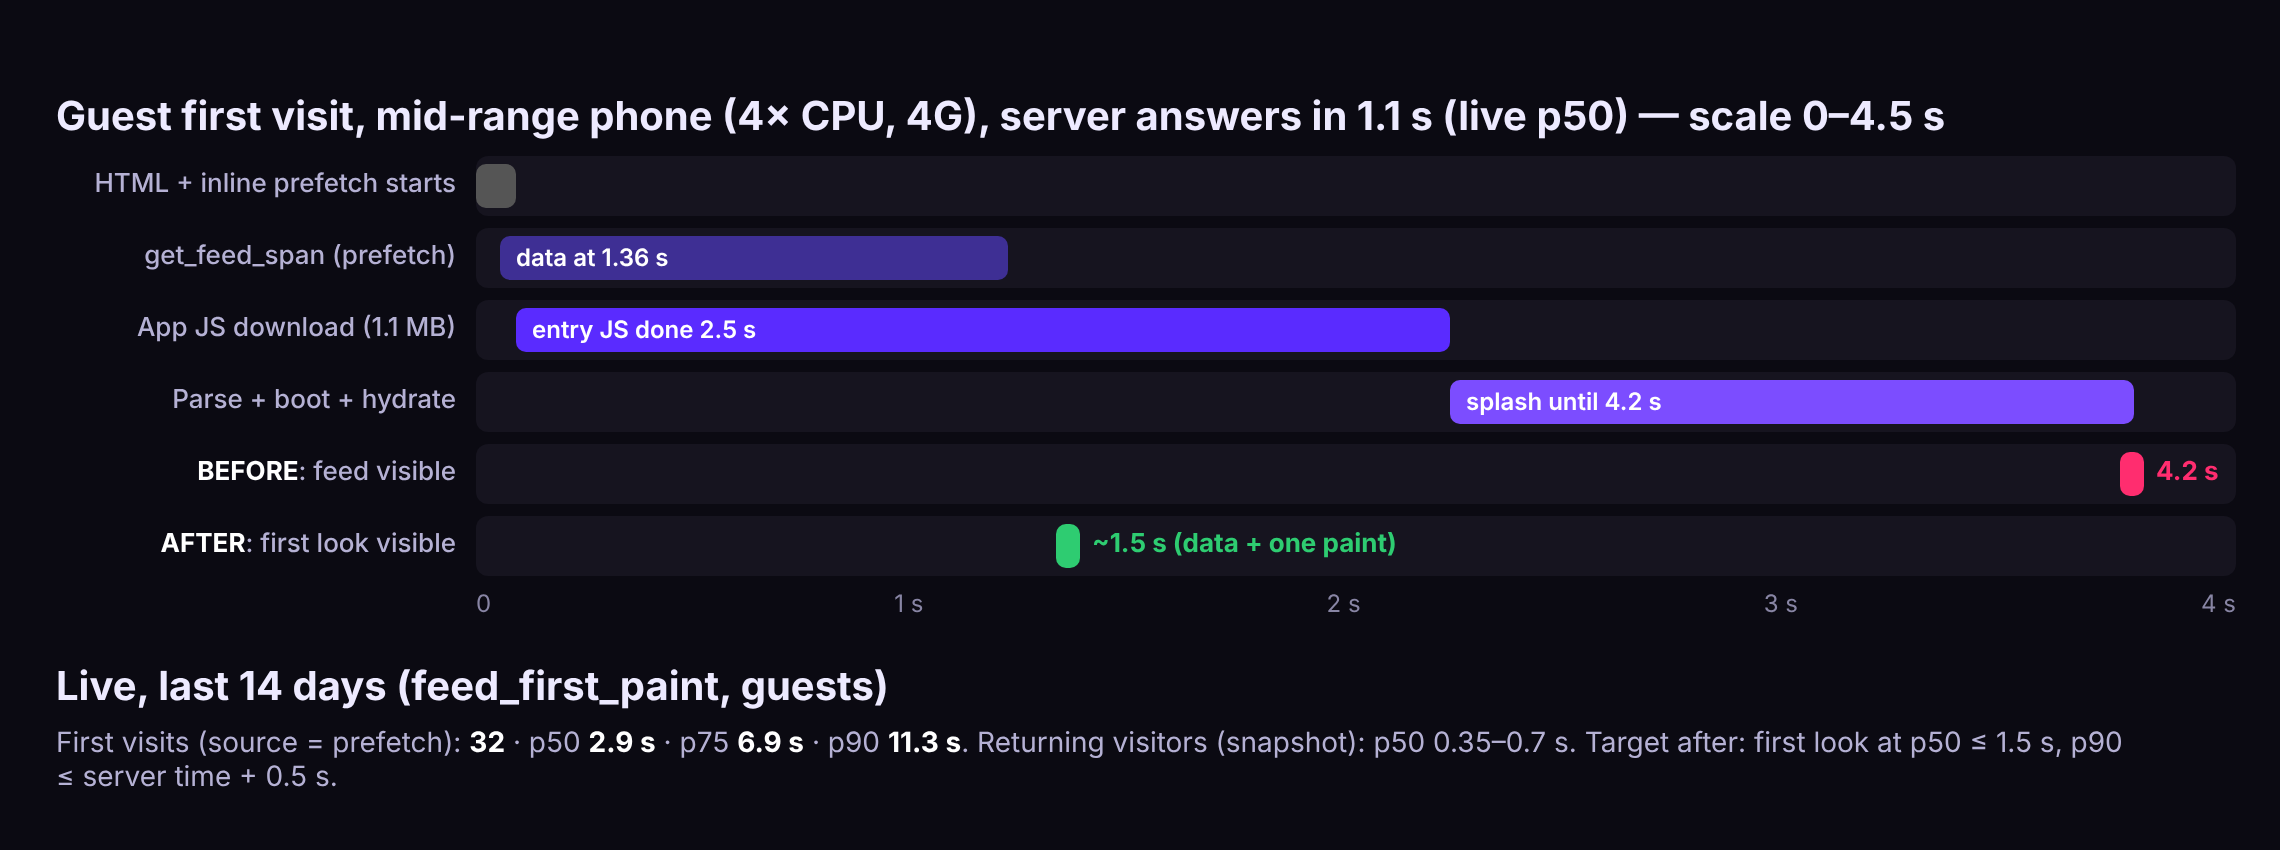 Guest first visit, mid-range phone (4× CPU, 4G), server answers in 1.1 s (live p50) — scale 0–4.5 s
HTML + inline prefetch starts
get_feed_span (prefetch)
data at 1.36 s
App JS download (1.1 MB)
entry JS done 2.5 s
Parse + boot + hydrate
splash until 4.2 s
BEFORE: feed visible
4.2 s
AFTER: first look visible
~1.5 s (data + one paint)
0
1 s
2 s
3 s
4 s
Live, last 14 days (feed_first_paint, guests)
First visits (source = prefetch): 32 · p50 2.9 s · p75 6.9 s · p90 11.3 s. Returning visitors (snapshot): p50 0.35–0.7 s. Target after: first look at p50 ≤ 1.5 s, p90
≤ server time + 0.5 s.